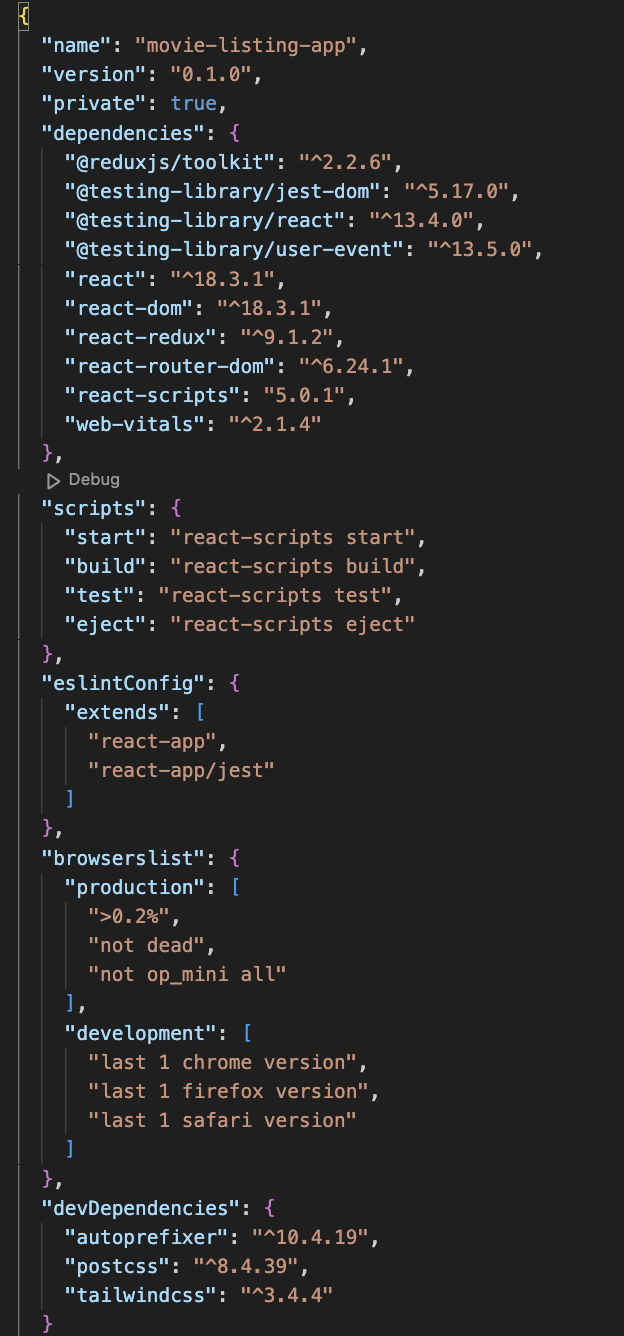 {
"name": "movie-listing-app",
"version": "0.1.0",
"private": true,
"dependencies": {
"@reduxjs/toolkit": "^2.2.6",
"@testing-library/jest-dom": "^5.17.0",
"@testing-library/react": "^13.4.0",
"@testing-library/user-event": "^13.5.0",
"react": "^18.3.1",
"react-dom": "^18.3.1",
"react-redux": "^9.1.2",
"react-router-dom": "^6.24.1",
"react-scripts": "5.0.1",
"web-vitals": "^2.1.4"
},
Debug
"scripts": {
"start": "react-scripts start",
"build": "react-scripts build",
"test": "react-scripts test",
"eject": "react-scripts eject"
},
"eslintConfig": {
"extends": [
"react-app",
"react-app/jest"
]
},
"browserslist": {
"production": [
">0.2%",
"not dead",
"not op_mini all"
],
"development": [
"last 1 chrome version",
"last 1 firefox version",
"last 1 safari version"
]
},
"devDependencies": {
"autoprefixer": "^10.4.19",
"postcss": "^8.4.39",
"tailwindcss": "^3.4.4"
}